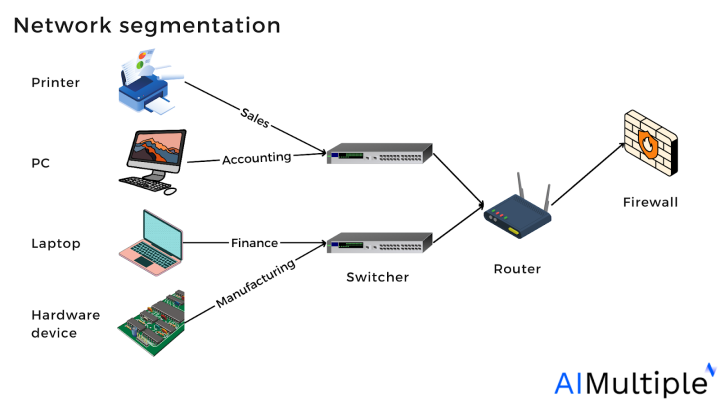 Network segmentation
Printer
Sales
PC
Accounting
Firewall
Laptop
Finance
Switcher
Router
Manufacturing
Hardware
device
AIMultiple